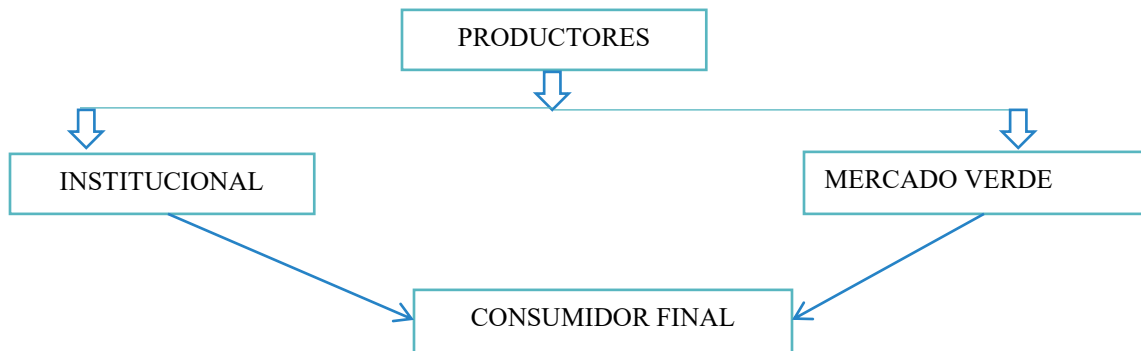 PRODUCTORES
INSTITUCIONAL
MERCADO VERDE
CONSUMIDOR FINAL